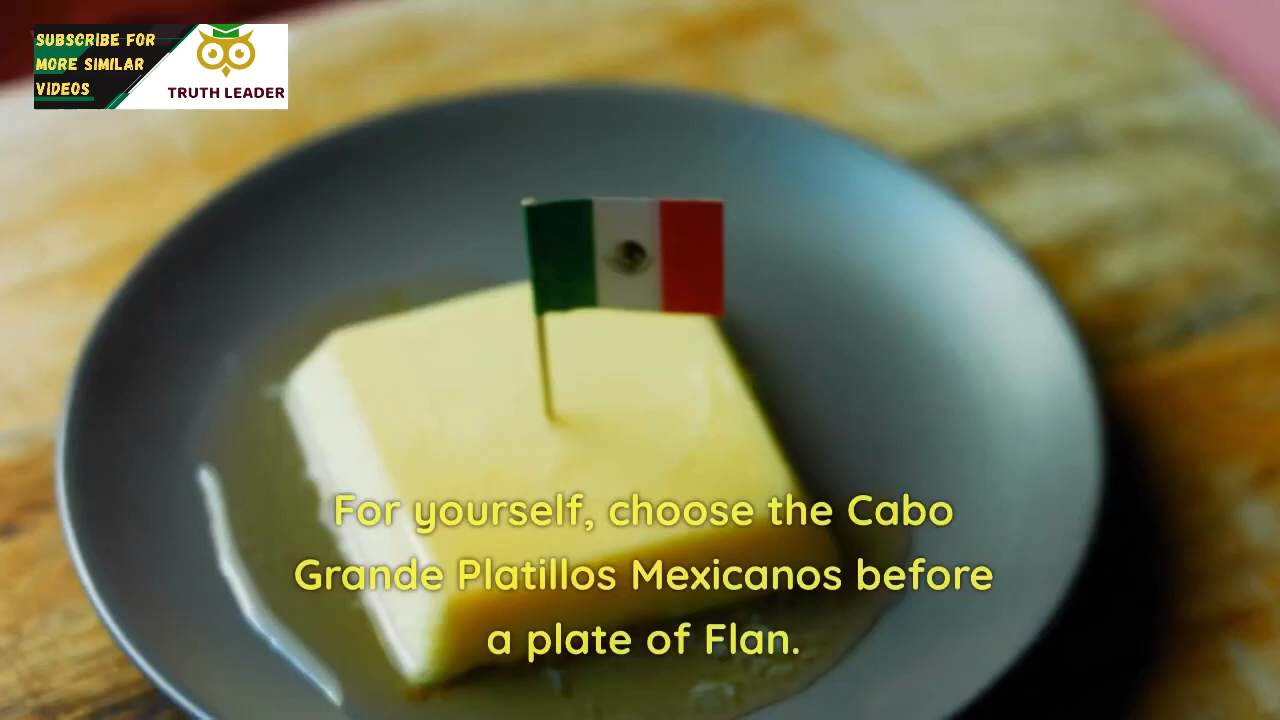 SUBSCRIBE FOR
MORE SIMILAR
VIDEOS
TRUTH LEADER
For yourself, choose the Cabo
Grande Platillos Mexicanos before
a plate of Flan.